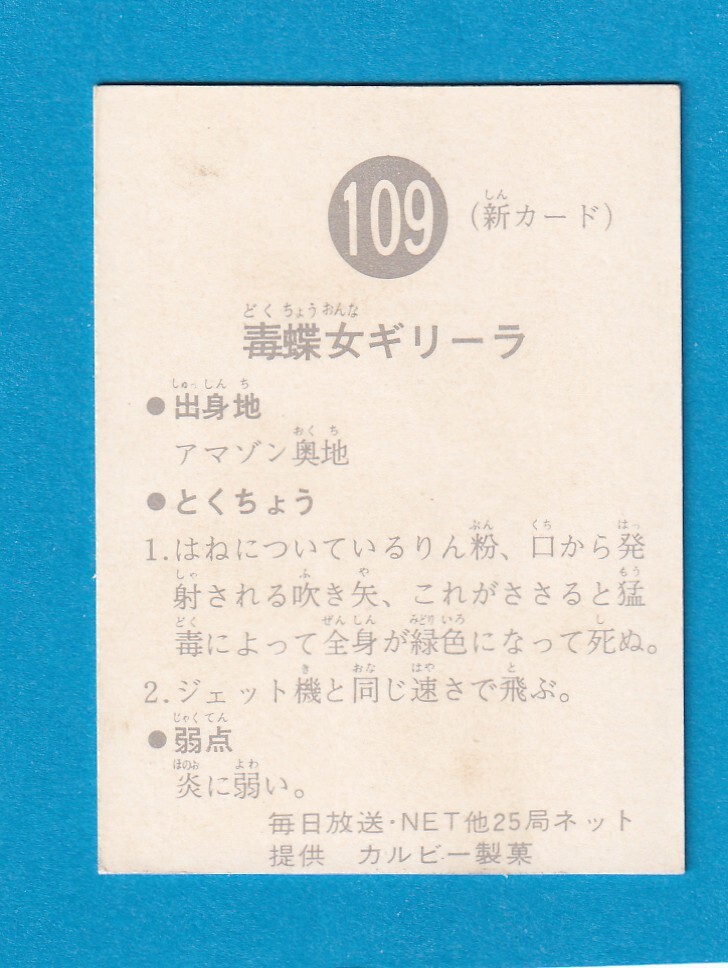 109 (新カード)
毒蝶女ギリーラ
●出身地
アマゾン奥地
●とくちょう
1.はねについているりん粉、口から発
射される吹き矢、これがささると猛
毒によって全身が緑色になって死ぬ。
2.ジェット機と同じ速さで飛ぶ。
●弱点
炎に弱い。
毎日放送・NET他25局ネット
提供 カルビー製菓